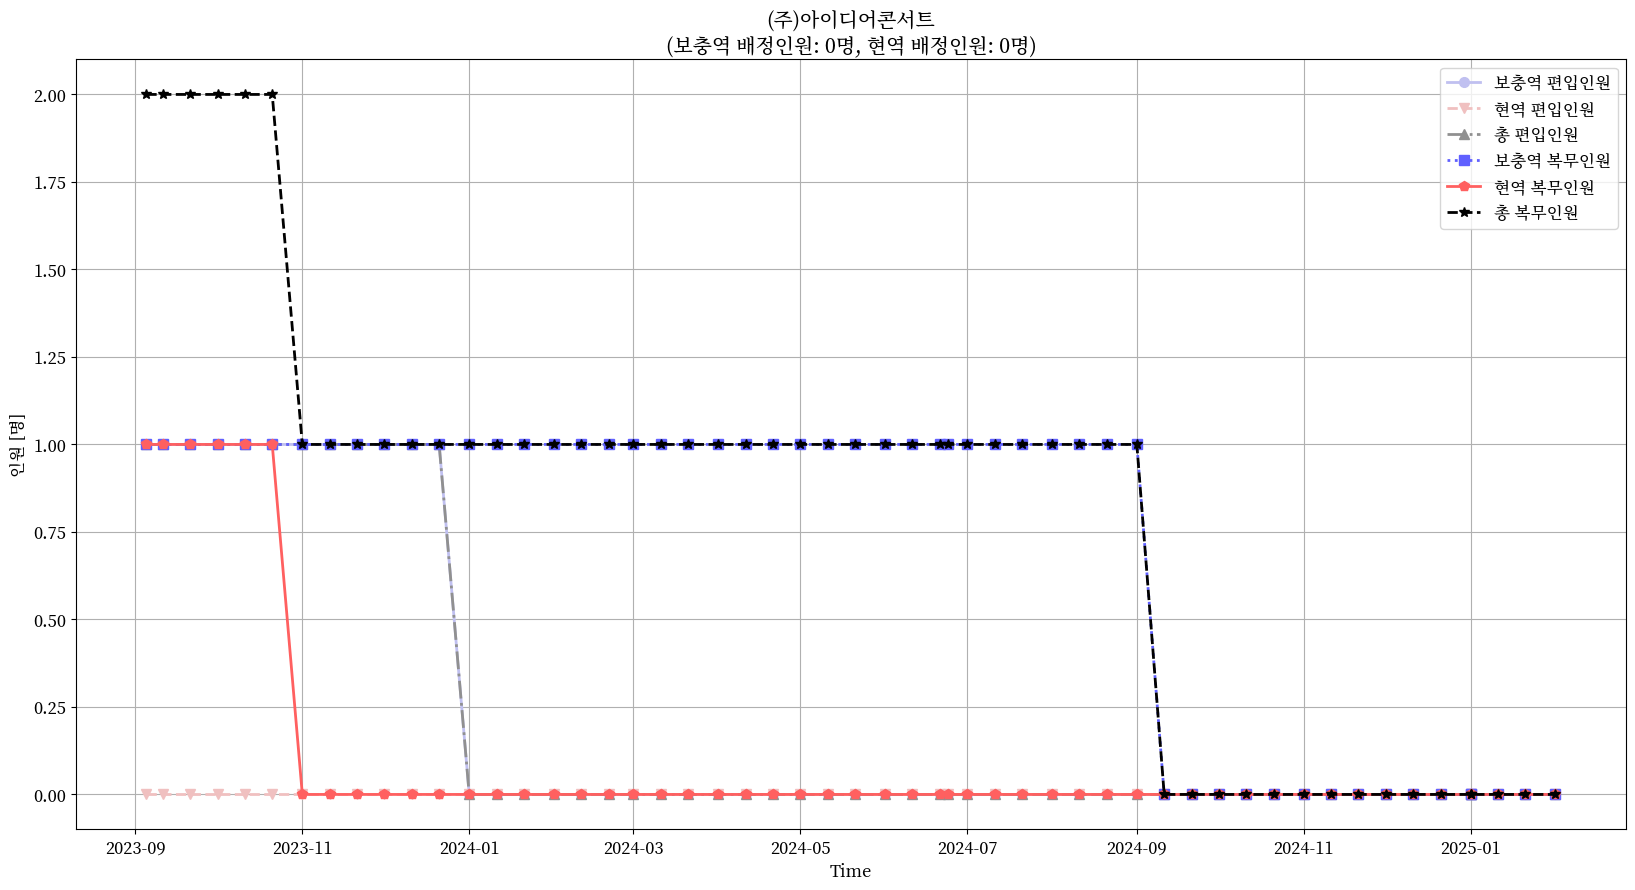 (주)아이디어콘서트
(보충역 배정인원: 0명, 현역 배정인원: 0명)
보충역 편입인원
현역 편입인원
총 편입인원
보충역 복무인원
현역 복무인원
총 복무인원
인원 [명]
2.00
1.75
1.50
1.25
1.00
0.75
0.50
0.25
0.00
2023-09
2023-11
2024-01
2024-03
2024-05
2024-07
2024-09
2024-11
2025-01
Time